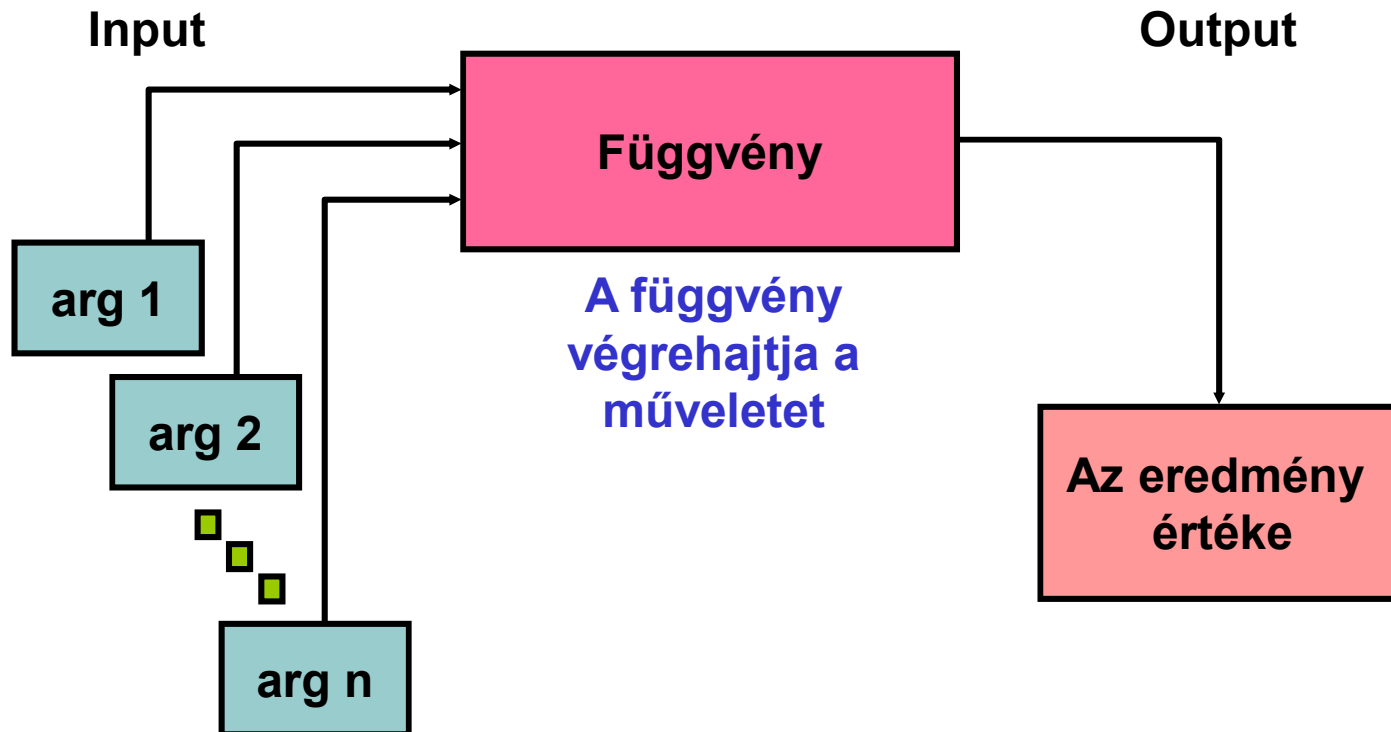 Input
Output
Függvény
arg 1
A függvény
végrehajtja a
műveletet
arg 2
Az eredmény
értéke
arg n